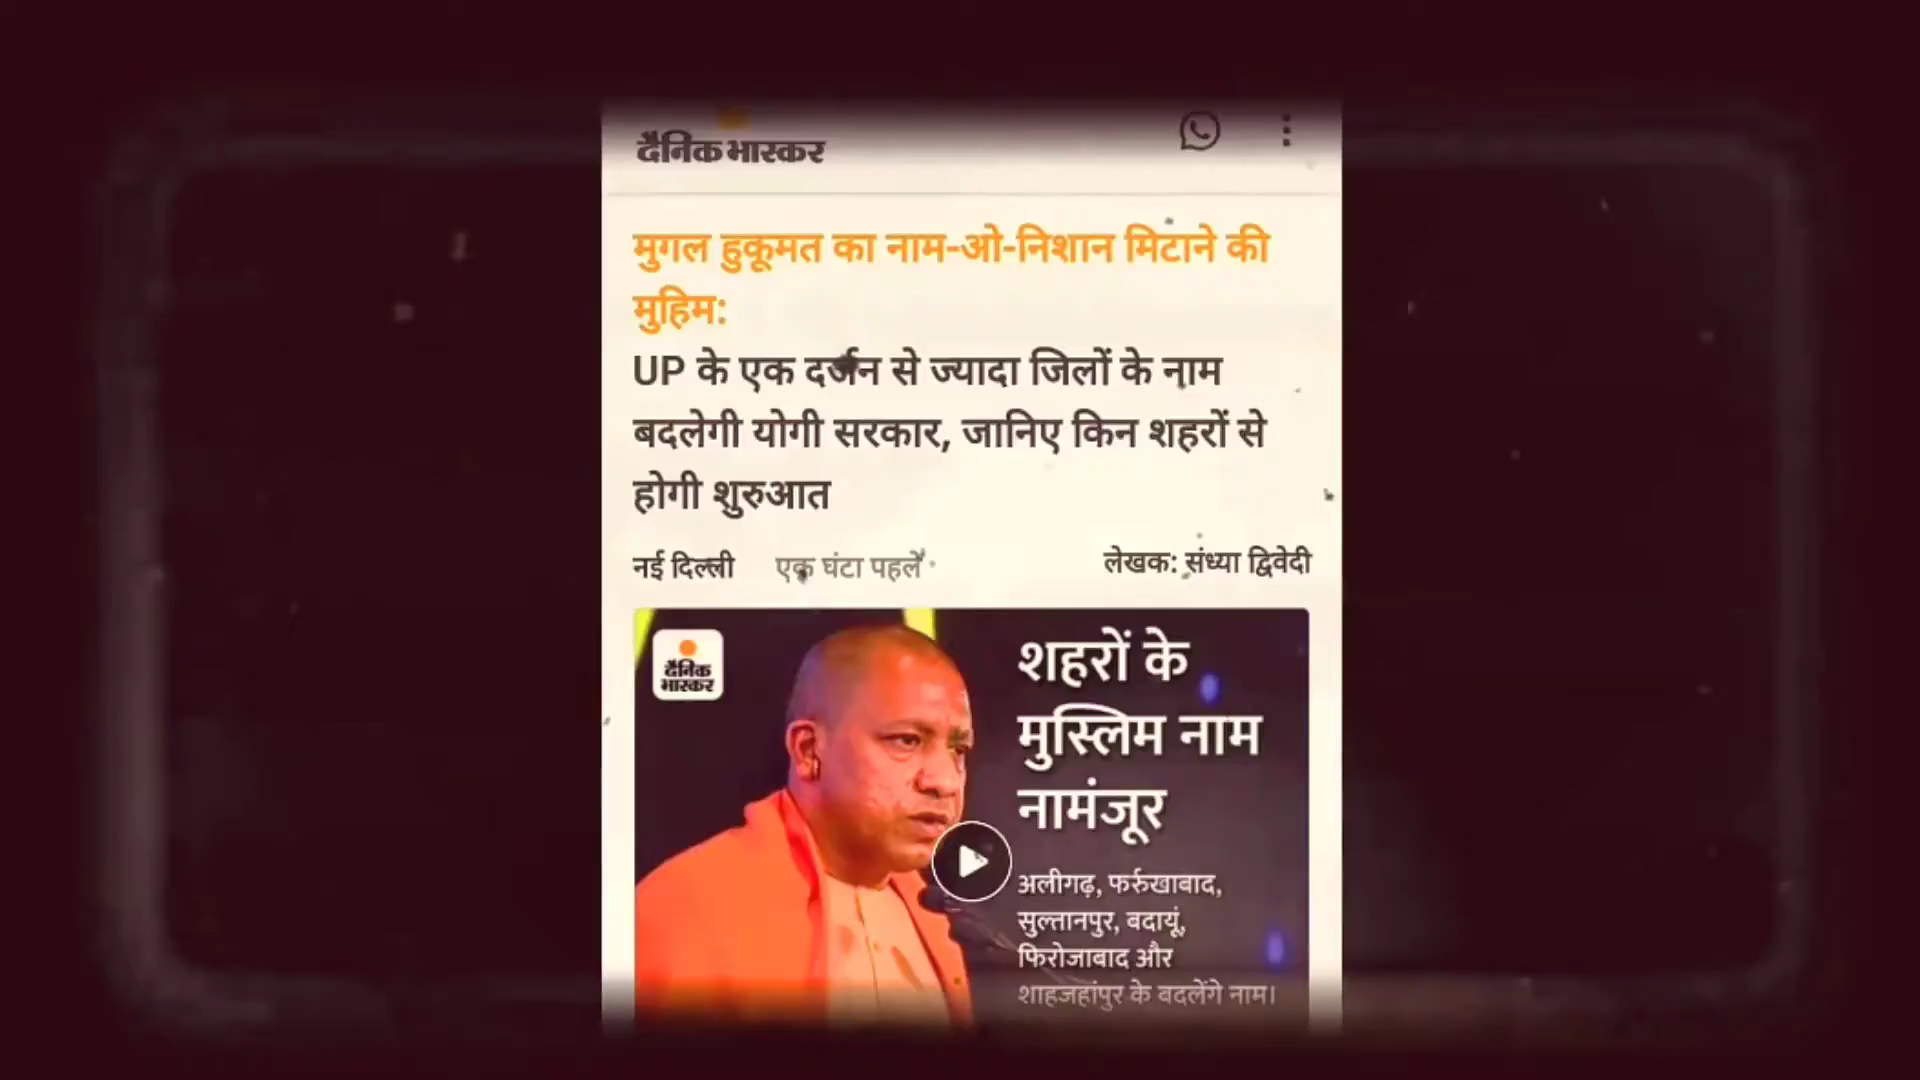 दैनिक भास्कर
मुगल हुकूमत का नाम-ओ-निशान मिटाने की
मुहिम:
UP के एक दर्जन से ज्यादा जिलों के नाम
बदलेगी योगी सरकार, जानिए किन शहरों से
होगी शुरुआत
नई दिल्ली एक घंटा पहले लेखक: संध्या द्विवेदी
दैनिक
भास्कर
शहरों के
मुस्लिम नाम
नामंजूर
अलीगढ़, फर्रुखाबाद,
सुल्तानपुर, बदायूं,
फिरोजाबाद और
शाहजहांपुर के बदलेंगे नाम।